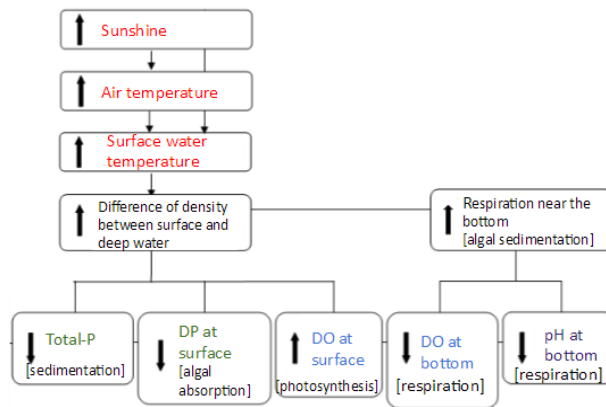 Sunshine
Air temperature
Surface water
temperature
Difference of density
between surface and
deep water
Respiration near the
bottom
[algal sedimentation]
Total-P
[sedimentation]
DP at
surface
[algal
absorption]
DO at
surface
[photosynthesis]
DO at
bottom
[respiration]
pH at
bottom
[respiration]